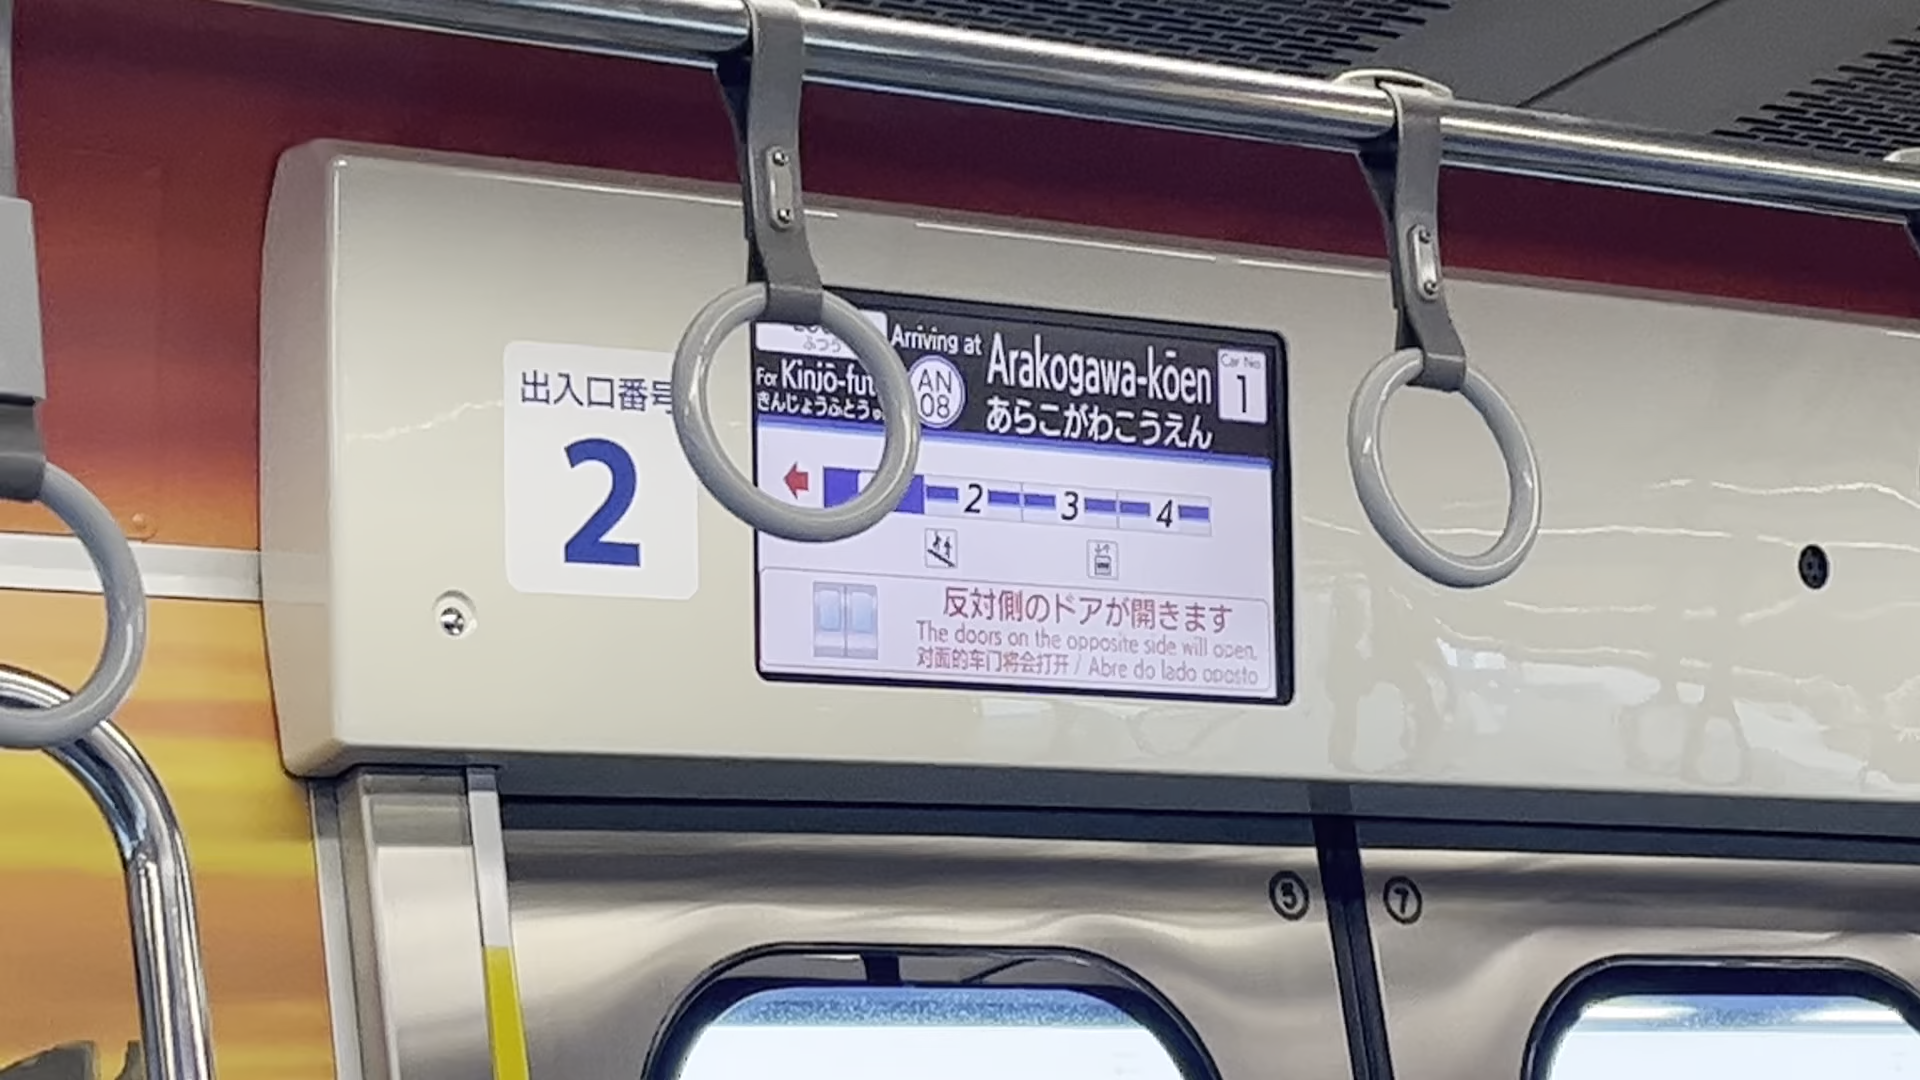 出入口番号
2
ふつう
Arriving at
Arakogawa-kōen
あらこがわこうえん
Car No.
1
For Kinjō-fut
きんじょうふとう
AN
08
2
3
4
反対側のドアが開きます
The doors on the opposite side will open.
对面的车门将会打开 / Abre do lado oposto
5
7